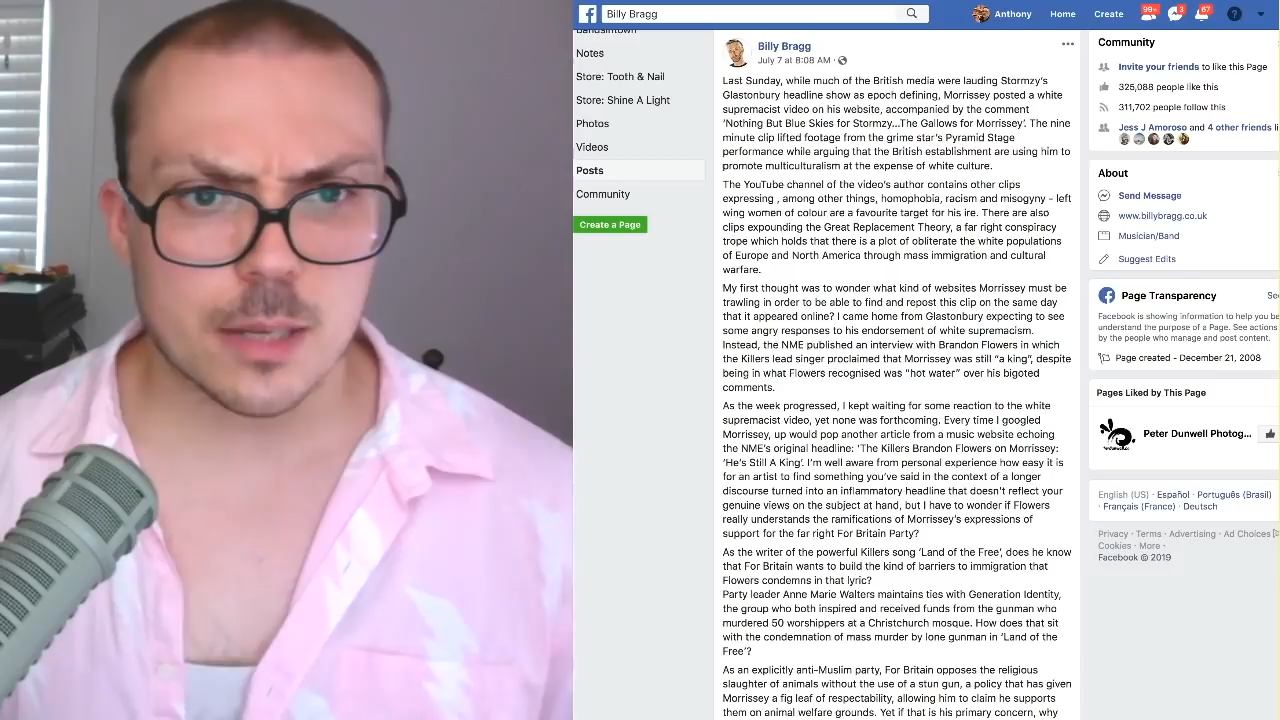 Billy Bragg
Anthony
Home
Create
99+
3
67
Bandsintown
Notes
Store: Tooth & Nail
Store: Shine A Light
Photos
Videos
Posts
Community
Create a Page
Billy Bragg
July 7 at 8:08 AM ·
Last Sunday, while much of the British media were lauding Stormzy's
Glastonbury headline show as epoch defining, Morrissey posted a white
supremacist video on his website, accompanied by the comment
'Nothing But Blue Skies for Stormzy...The Gallows for Morrissey'. The nine
minute clip lifted footage from the grime star's Pyramid Stage
performance while arguing that the British establishment are using him to
promote multiculturalism at the expense of white culture.
The YouTube channel of the video's author contains other clips
expressing , among other things, homophobia, racism and misogyny - left
wing women of colour are a favourite target for his ire. There are also
clips expounding the Great Replacement Theory, a far right conspiracy
trope which holds that there is a plot of obliterate the white populations
of Europe and North America through mass immigration and cultural
warfare.
My first thought was to wonder what kind of websites Morrissey must be
trawling in order to be able to find and repost this clip on the same day
that it appeared online? I came home from Glastonbury expecting to see
some angry responses to his endorsement of white supremacism.
Instead, the NME published an interview with Brandon Flowers in which
the Killers lead singer proclaimed that Morrissey was still "a king", despite
being in what Flowers recognised was "hot water" over his bigoted
comments.
As the week progressed, I kept waiting for some reaction to the white
supremacist video, yet none was forthcoming. Every time I googled
Morrissey, up would pop another article from a music website echoing
the NME's original headline: 'The Killers Brandon Flowers on Morrissey:
'He's Still A King'. I'm well aware from personal experience how easy it is
for an artist to find something you've said in the context of a longer
discourse turned into an inflammatory headline that doesn't reflect your
genuine views on the subject at hand, but I have to wonder if Flowers
really understands the ramifications of Morrissey's expressions of
support for the far right For Britain Party?
As the writer of the powerful Killers song 'Land of the Free', does he know
that For Britain wants to build the kind of barriers to immigration that
Flowers condemns in that lyric?
Party leader Anne Marie Walters maintains ties with Generation Identity,
the group who both inspired and received funds from the gunman who
murdered 50 worshippers at a Christchurch mosque. How does that sit
with the condemnation of mass murder by lone gunman in 'Land of the
Free'?
As an explicitly anti-Muslim party, For Britain opposes the religious
slaughter of animals without the use of a stun gun, a policy that has given
Morrissey a fig leaf of respectability, allowing him to claim he supports
them on animal welfare grounds. Yet if that is his primary concern, why
Community
Invite your friends to like this Page
326,088 people like this
311,702 people follow this
Jess J Amoroso and 4 other friends li
About
Send Message
www.billybragg.co.uk
Musician/Band
Suggest Edits
Page Transparency
See
Facebook is showing information to help you be
understand the purpose of a Page. See actions
by the people who manage and post content.
Page created - December 21, 2008
Pages Liked by This Page
Peter Dunwell Photog...
English (US) · Español · Português (Brasil)
· Français (France) · Deutsch
Privacy · Terms · Advertising · Ad Choices
Cookies · More ·
Facebook © 2019